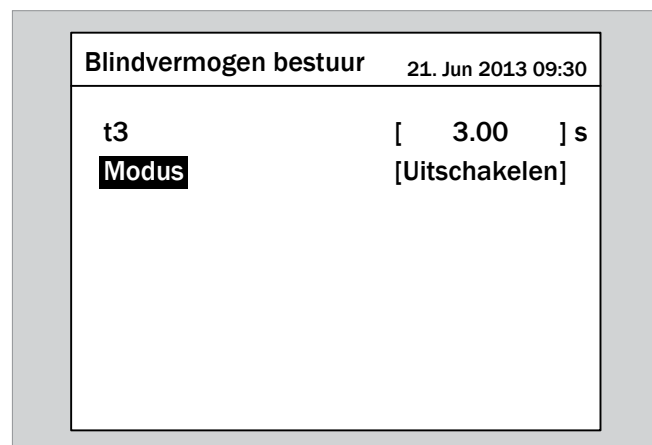 Blindvermogen bestuur 21. Jun 2013 09:30
t3 [ 3.00 ] s
Modus [Uitschakelen]